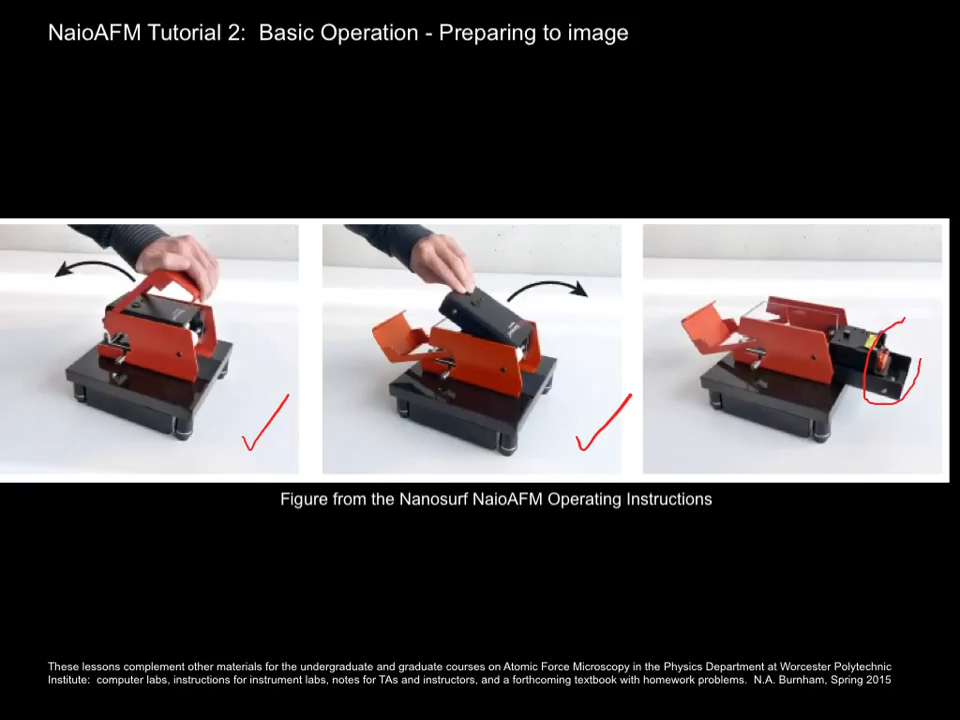 NaioAFM Tutorial 2: Basic Operation - Preparing to image
Figure from the Nanosurf NaioAFM Operating Instructions
These lessons complement other materials for the undergraduate and graduate courses on Atomic Force Microscopy in the Physics Department at Worcester Polytechnic
Institute: computer labs, instructions for instrument labs, notes for TAs and instructors, and a forthcoming textbook with homework problems. N.A. Burnham, Spring 2015